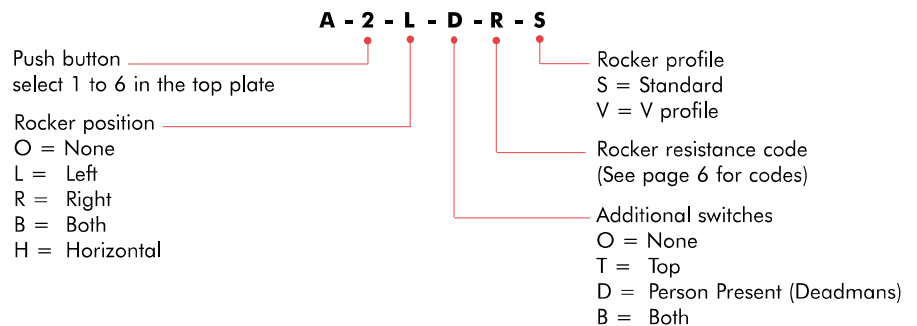 A - 2 - L - D - R - S
Push button
select 1 to 6 in the top plate
Rocker position
O = None
L = Left
R = Right
B = Both
H = Horizontal
Rocker profile
S = Standard
V = V profile
Rocker resistance code
(See page 6 for codes)
Additional switches
O = None
T = Top
D = Person Present (Deadmans)
B = Both